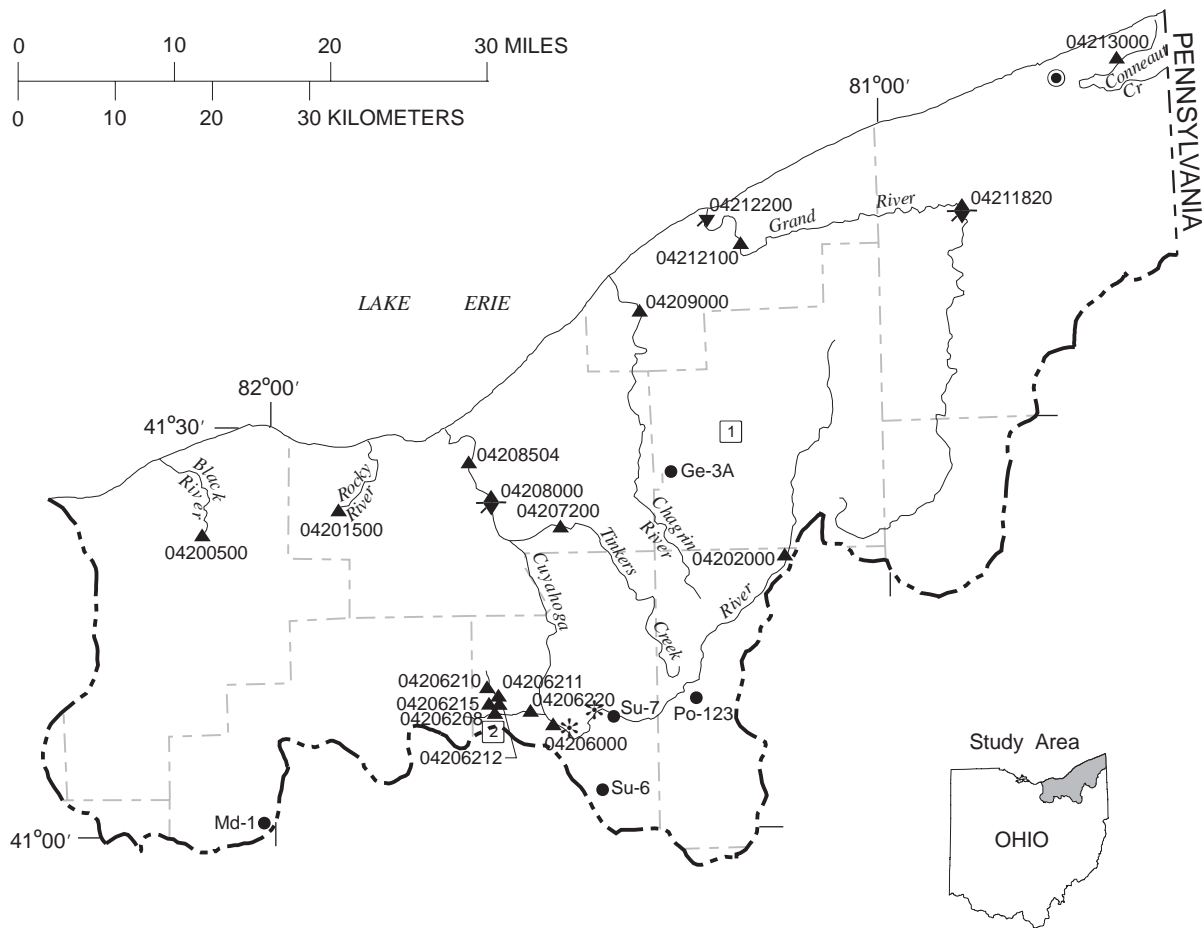 0 10 20 30 MILES
0 10 20 30 KILOMETERS
04213000
Conneaut
Cr
PENNSYLVANIA
81°00′
04212200
Grand
River
04211820
04212100
LAKE ERIE
04209000
82°00′
41°30′
1
Black
River
Rocky
River
04208504
Ge-3A
04208000
04207200
04201500
04200500
Chagrin
River
Tinkers
Creek
04202000
Cuyahoga
River
04206210
04206211
04206215
04206220
Su-7
04206208
Po-123
2
04206000
04206212
Su-6
Md-1
41°00′
Study Area
OHIO